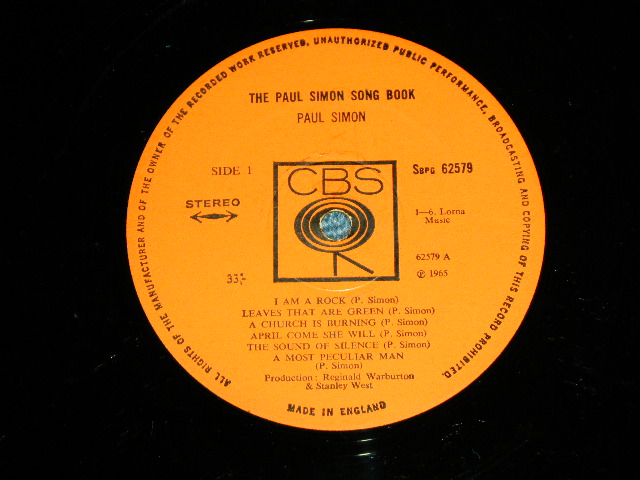 ALL RIGHTS OF THE MANUFACTURER AND OF THE OWNER OF THE RECORDED WORK RESERVED, UNAUTHORIZED PUBLIC PERFORMANCE, BROADCASTING AND COPYING OF THIS RECORD PROHIBITED.
THE PAUL SIMON SONG BOOK
PAUL SIMON
SIDE 1
SBPG 62579
CBS
STEREO
1—6. Lorna
Music
62579 A
33⅓
℗ 1965
I AM A ROCK (P. Simon)
LEAVES THAT ARE GREEN (P. Simon)
A CHURCH IS BURNING (P. Simon)
APRIL COME SHE WILL (P. Simon)
THE SOUND OF SILENCE (P. Simon)
A MOST PECULIAR MAN
(P. Simon)
Production : Reginald Warburton
& Stanley West
MADE IN ENGLAND